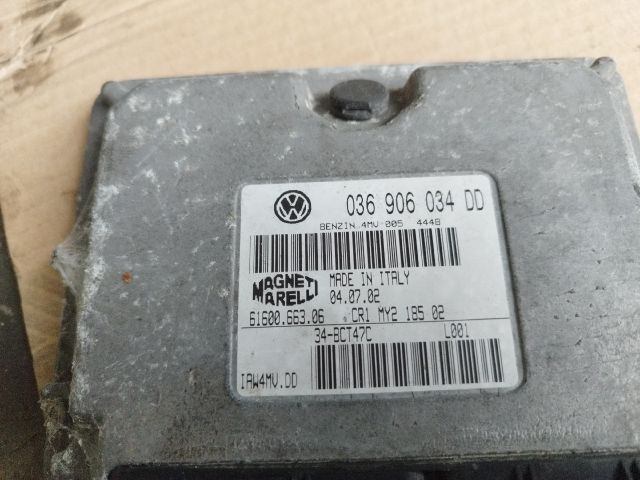 036 906 034 DD
BENZIN 4MV 005 4448
MAGNETI MARELLI
MADE IN ITALY
04.07.02
61600.663.06 CR1 MY2 185 02
34-BCT47C L001
IAW4MV.DD